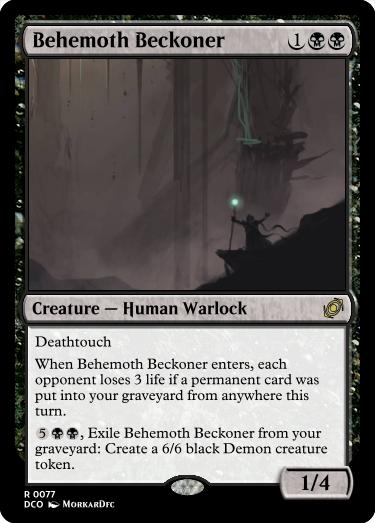 Behemoth Beckoner 1
Creature — Human Warlock
Deathtouch
When Behemoth Beckoner enters, each
opponent loses 3 life if a permanent card was
put into your graveyard from anywhere this
turn.
5, Exile Behemoth Beckoner from your
graveyard: Create a 6/6 black Demon creature
token.
1/4
R 0077
DCO MorkarDfc